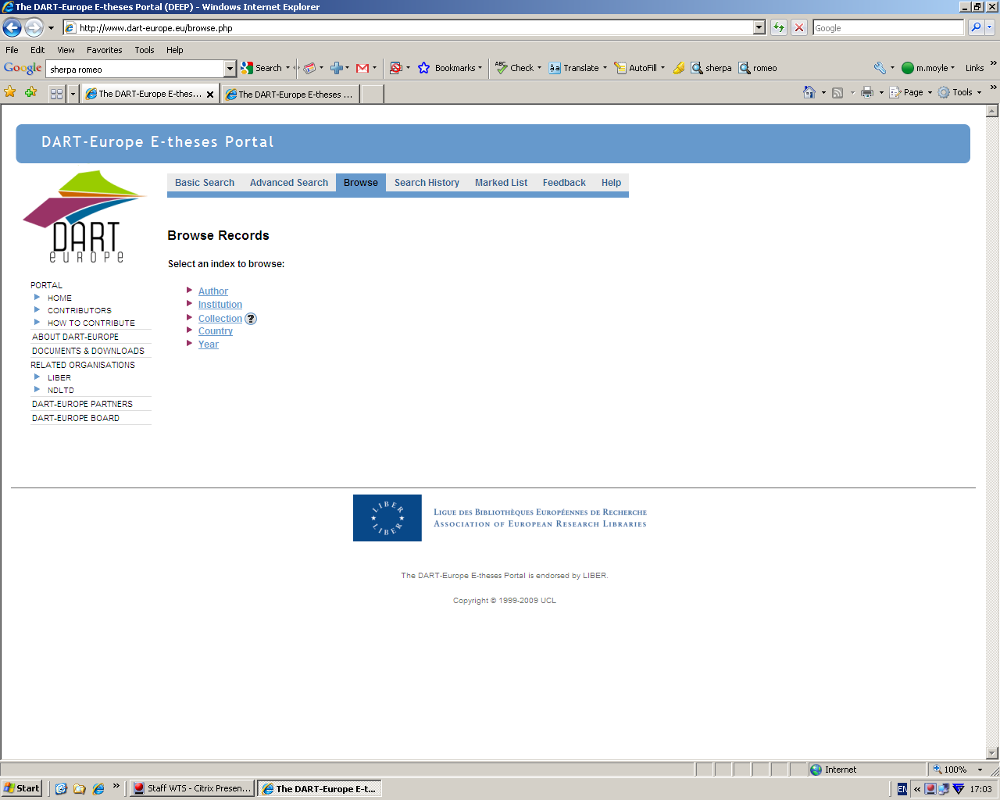 The DART-Europe E-theses Portal (DEEP) - Windows Internet Explorer
http://www.dart-europe.eu/browse.php
Google
File Edit View Favorites Tools Help
Google sherpa romeo Search Bookmarks ABC Check Translate AutoFill sherpa romeo m.moyle Links
The DART-Europe E-thes... The DART-Europe E-theses ... Page Tools
DART-Europe E-theses Portal
Basic Search Advanced Search Browse Search History Marked List Feedback Help
DART
europe
Browse Records
Select an index to browse:
Author
Institution
Collection ?
Country
Year
PORTAL
HOME
CONTRIBUTORS
HOW TO CONTRIBUTE
ABOUT DART-EUROPE
DOCUMENTS & DOWNLOADS
RELATED ORGANISATIONS
LIBER
NDLTD
DART-EUROPE PARTNERS
DART-EUROPE BOARD
LIBER
LIBER
LIGUE DES BIBLIOTHÈQUES EUROPÉENNES DE RECHERCHE
ASSOCIATION OF EUROPEAN RESEARCH LIBRARIES
The DART-Europe E-theses Portal is endorsed by LIBER.
Copyright © 1999-2009 UCL
Internet 100%
Start Staff WTS - Citrix Presen... The DART-Europe E-t... EN 17:03